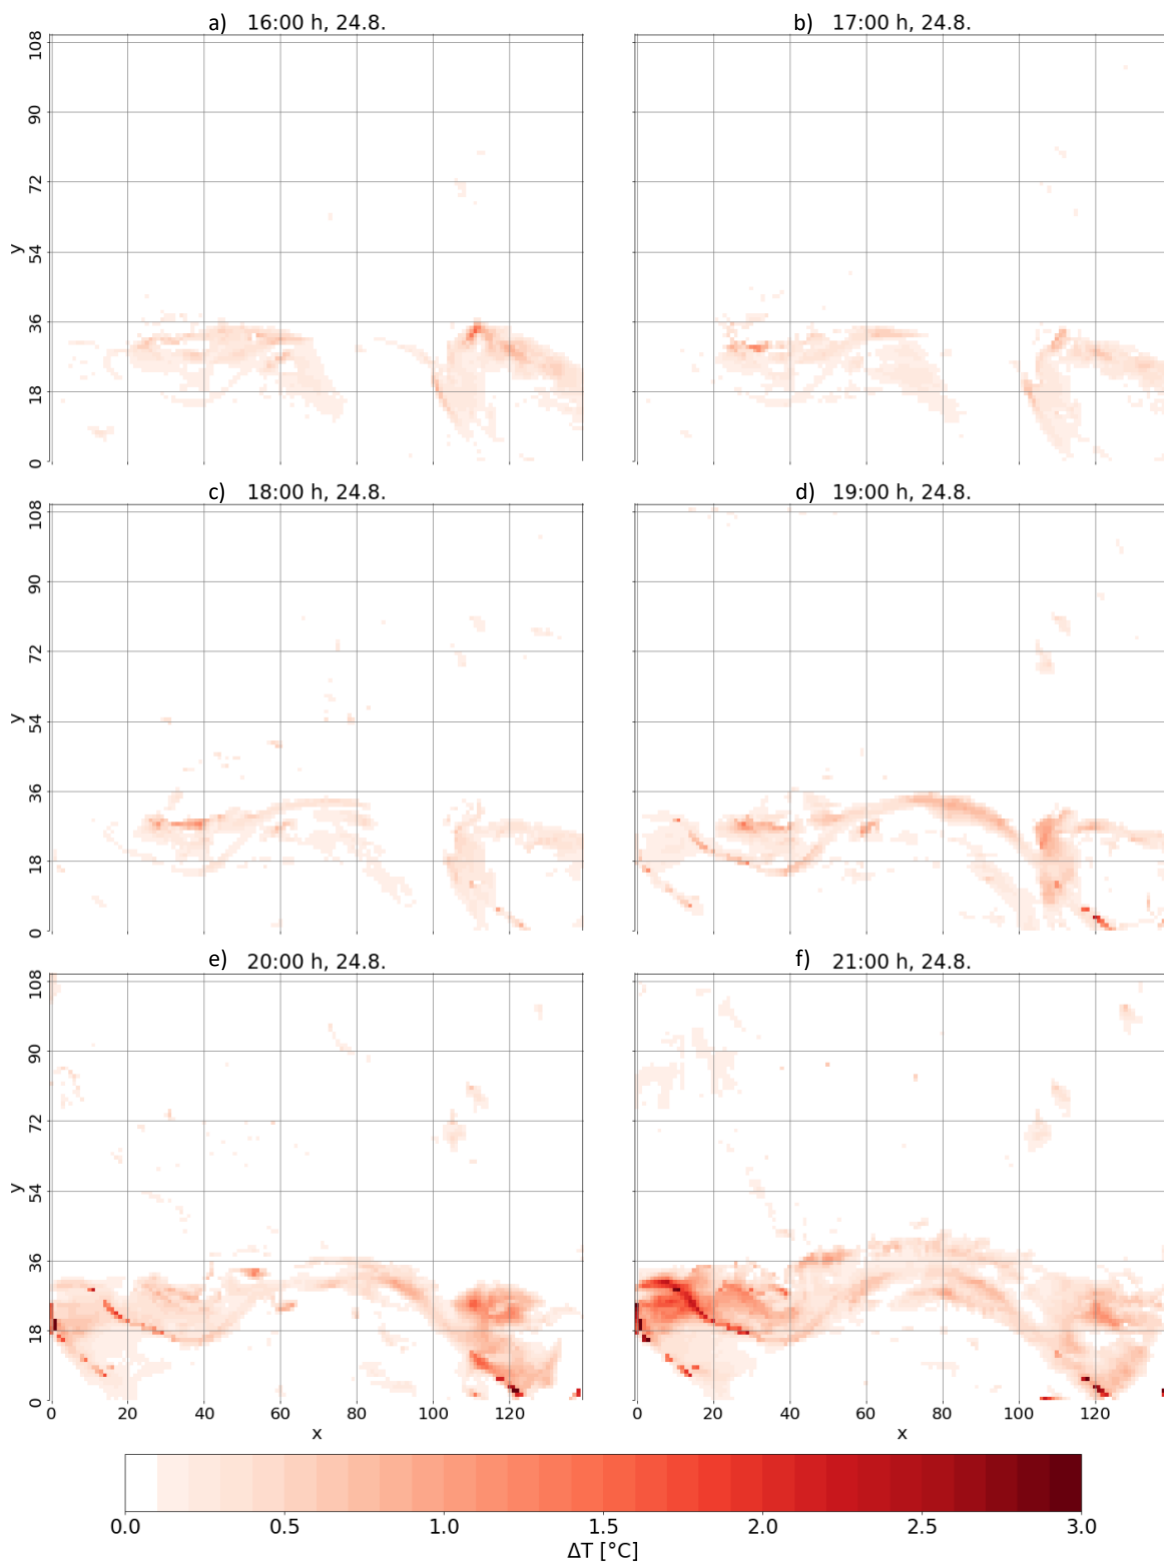 a) 16:00 h, 24.8.
b) 17:00 h, 24.8.
108
90
72
54
36
18
0
y
c) 18:00 h, 24.8.
d) 19:00 h, 24.8.
108
90
72
54
36
18
0
y
e) 20:00 h, 24.8.
f) 21:00 h, 24.8.
108
90
72
54
36
18
0
y
0 20 40 60 80 100 120
x
0 20 40 60 80 100 120
x
0.0 0.5 1.0 1.5 2.0 2.5 3.0
ΔT [°C]